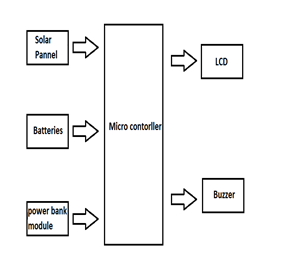 Solar
Pannel
Batteries
power bank
module
Micro contorller
LCD
Buzzer